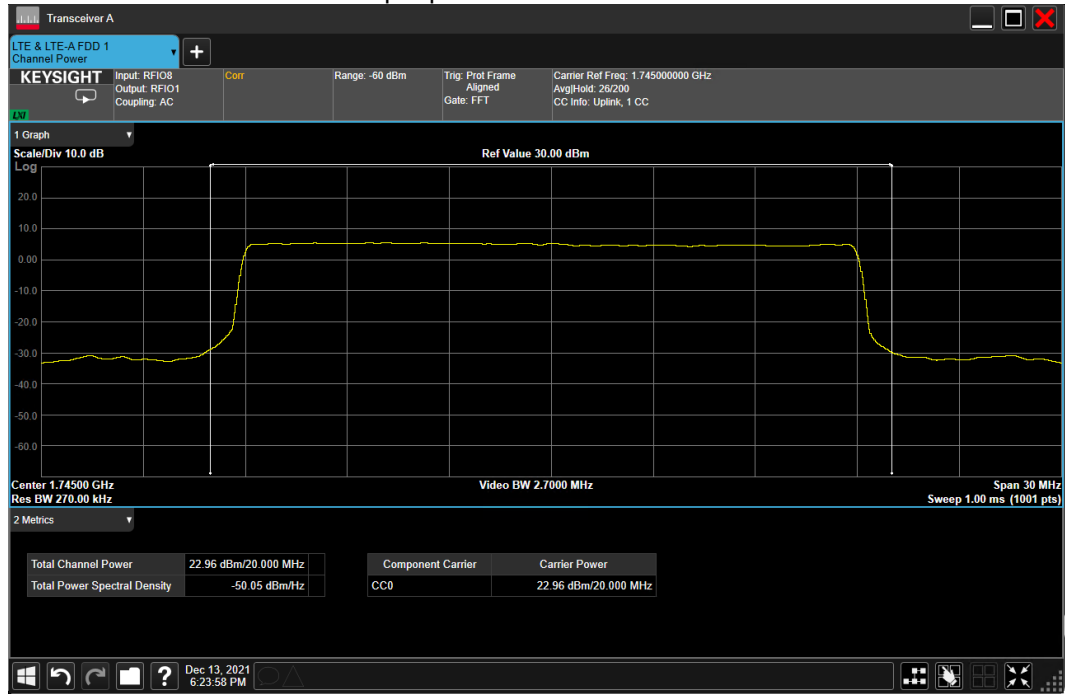 Transceiver A
LTE & LTE-A FDD 1
Channel Power
+
KEYSIGHT
LXI
Input: RFIO8
Output: RFIO1
Coupling: AC
Corr
Range: -60 dBm
Trig: Prot Frame
Aligned
Gate: FFT
Carrier Ref Freq: 1.745000000 GHz
Avg|Hold: 26/200
CC Info: Uplink, 1 CC
1 Graph
Scale/Div 10.0 dB
Ref Value 30.00 dBm
Log
20.0
10.0
0.00
-10.0
-20.0
-30.0
-40.0
-50.0
-60.0
Center 1.74500 GHz
Video BW 2.7000 MHz
Span 30 MHz
Res BW 270.00 kHz
Sweep 1.00 ms (1001 pts)
2 Metrics
Total Channel Power 22.96 dBm/20.000 MHz
Total Power Spectral Density -50.05 dBm/Hz
Component Carrier Carrier Power
CC0 22.96 dBm/20.000 MHz
?
Dec 13, 2021
6:23:58 PM